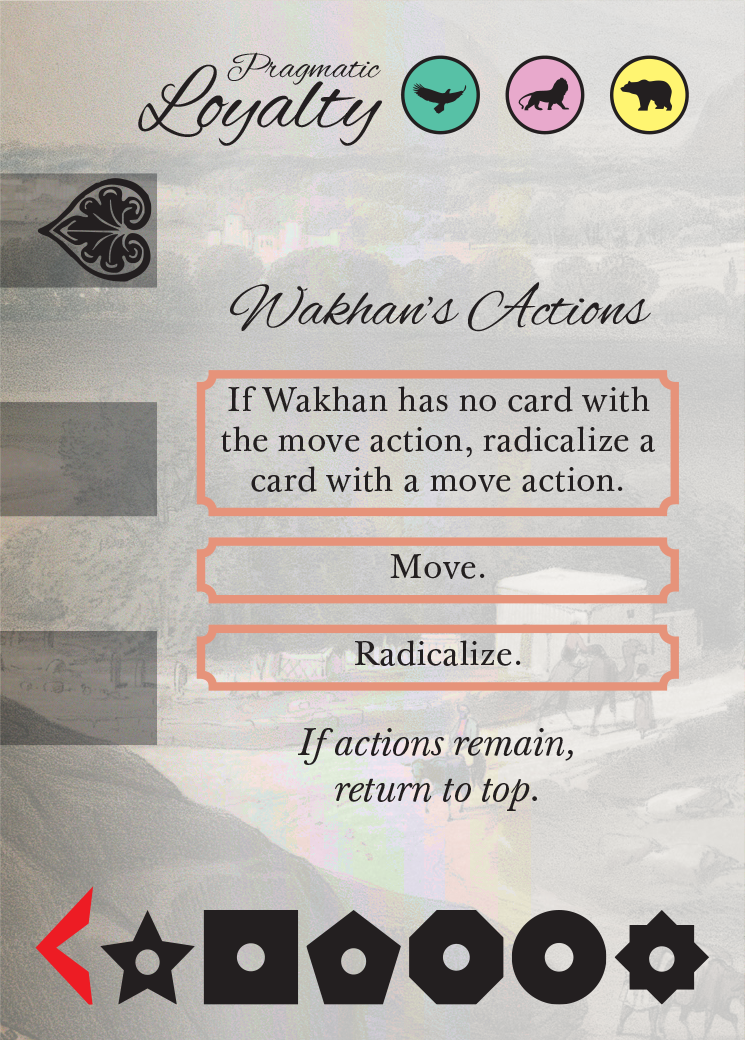 Pragmatic
Loyalty
Wakhan's Actions
If Wakhan has no card with
the move action, radicalize a
card with a move action.
Move.
Radicalize.
If actions remain,
return to top.